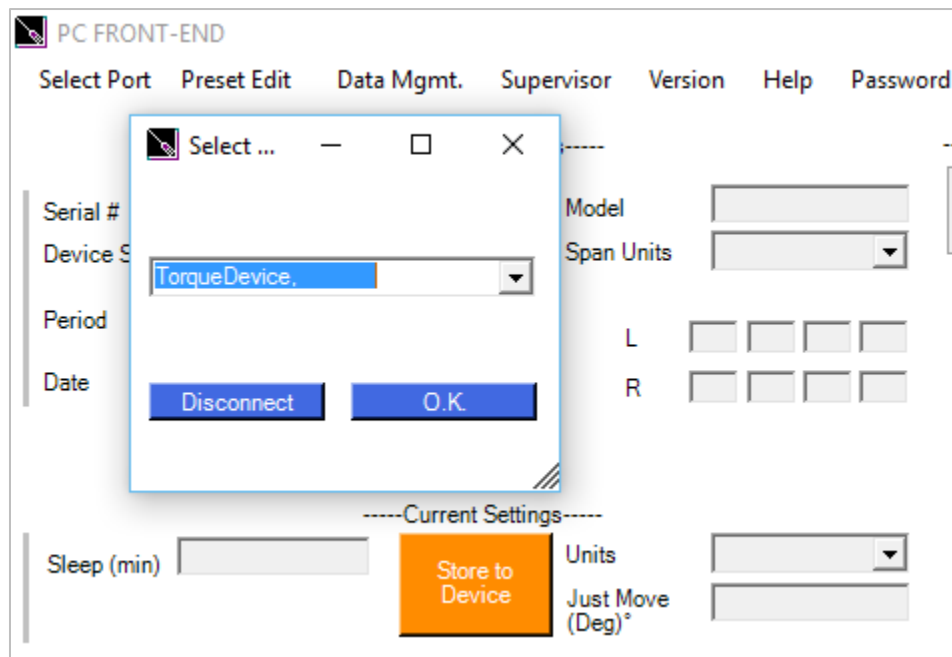 PC FRONT-END
Select Port Preset Edit Data Mgmt. Supervisor Version Help Password
Select ...
s-----
Serial #
Model
Device S
Span Units
TorqueDevice,
Period
L
Date
R
Disconnect
O.K.
-----Current Settings-----
Sleep (min)
Store to
Device
Units
Just Move
(Deg)°